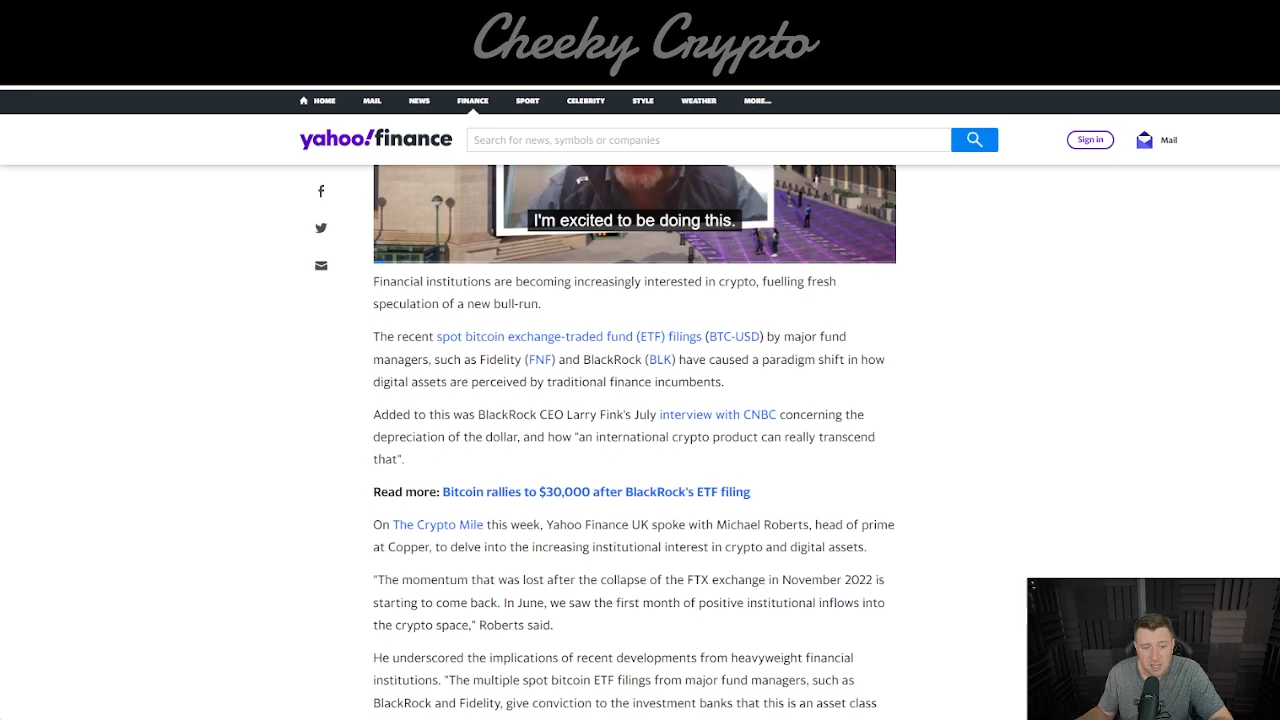 Cheeky Crypto
HOME MAIL NEWS FINANCE SPORT CELEBRITY STYLE WEATHER MORE...
yahoo!finance Search for news, symbols or companies Sign in Mail
I'm excited to be doing this.
Financial institutions are becoming increasingly interested in crypto, fuelling fresh
speculation of a new bull-run.
The recent spot bitcoin exchange-traded fund (ETF) filings (BTC-USD) by major fund
managers, such as Fidelity (FNF) and BlackRock (BLK) have caused a paradigm shift in how
digital assets are perceived by traditional finance incumbents.
Added to this was BlackRock CEO Larry Fink's July interview with CNBC concerning the
depreciation of the dollar, and how "an international crypto product can really transcend
that".
Read more: Bitcoin rallies to $30,000 after BlackRock's ETF filing
On The Crypto Mile this week, Yahoo Finance UK spoke with Michael Roberts, head of prime
at Copper, to delve into the increasing institutional interest in crypto and digital assets.
"The momentum that was lost after the collapse of the FTX exchange in November 2022 is
starting to come back. In June, we saw the first month of positive institutional inflows into
the crypto space," Roberts said.
He underscored the implications of recent developments from heavyweight financial
institutions. "The multiple spot bitcoin ETF filings from major fund managers, such as
BlackRock and Fidelity, give conviction to the investment banks that this is an asset class